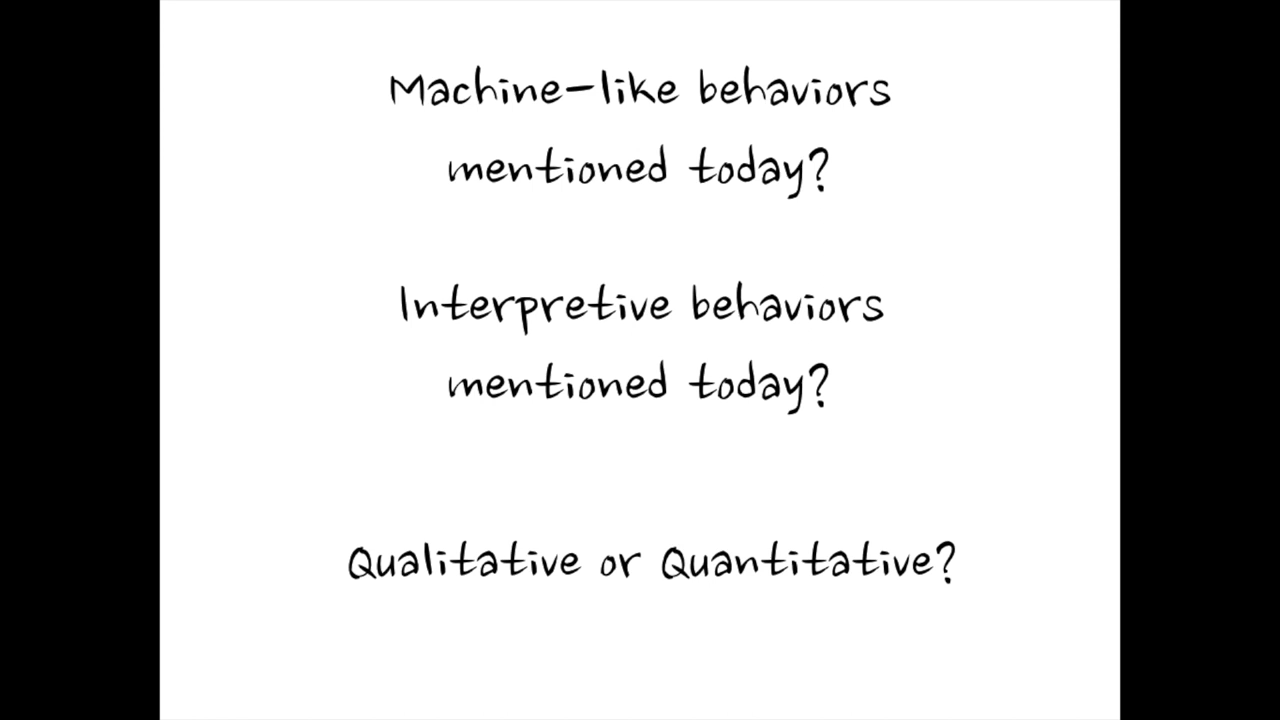 Machine-like behaviors
mentioned today?
Interpretive behaviors
mentioned today?
Qualitative or Quantitative?